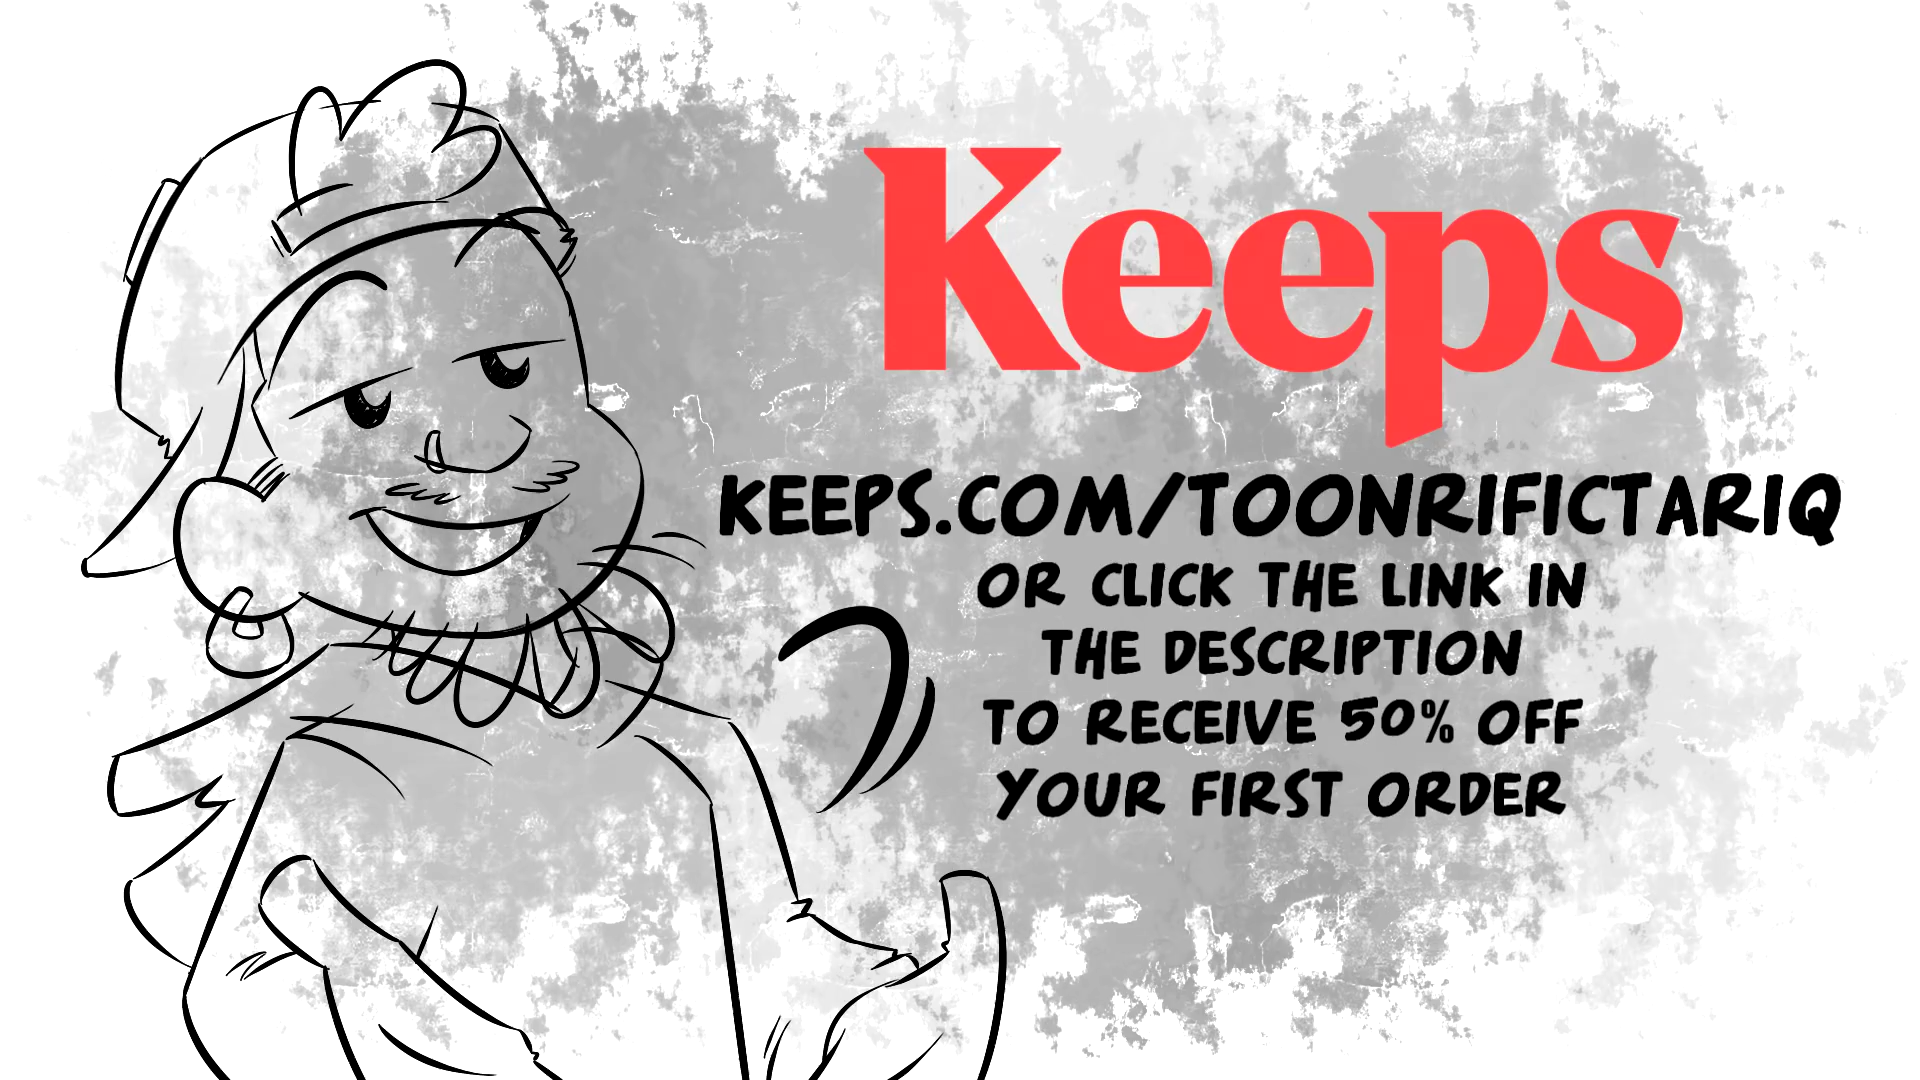 Keeps
KEEPS.COM/TOONRIFICTARIQ
OR CLICK THE LINK IN
THE DESCRIPTION
TO RECEIVE 50% OFF
YOUR FIRST ORDER